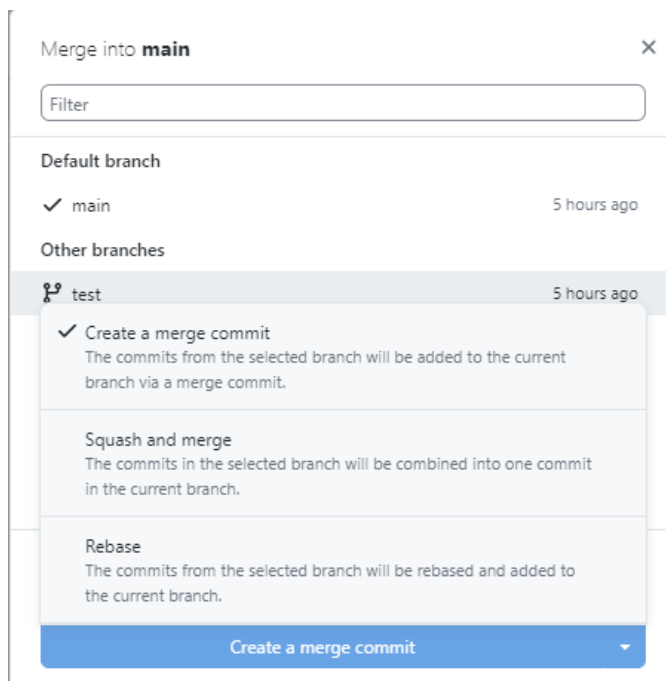 Merge into main
Filter
Default branch
main 5 hours ago
Other branches
test 5 hours ago
Create a merge commit
The commits from the selected branch will be added to the current
branch via a merge commit.
Squash and merge
The commits in the selected branch will be combined into one commit
in the current branch.
Rebase
The commits from the selected branch will be rebased and added to
the current branch.
Create a merge commit